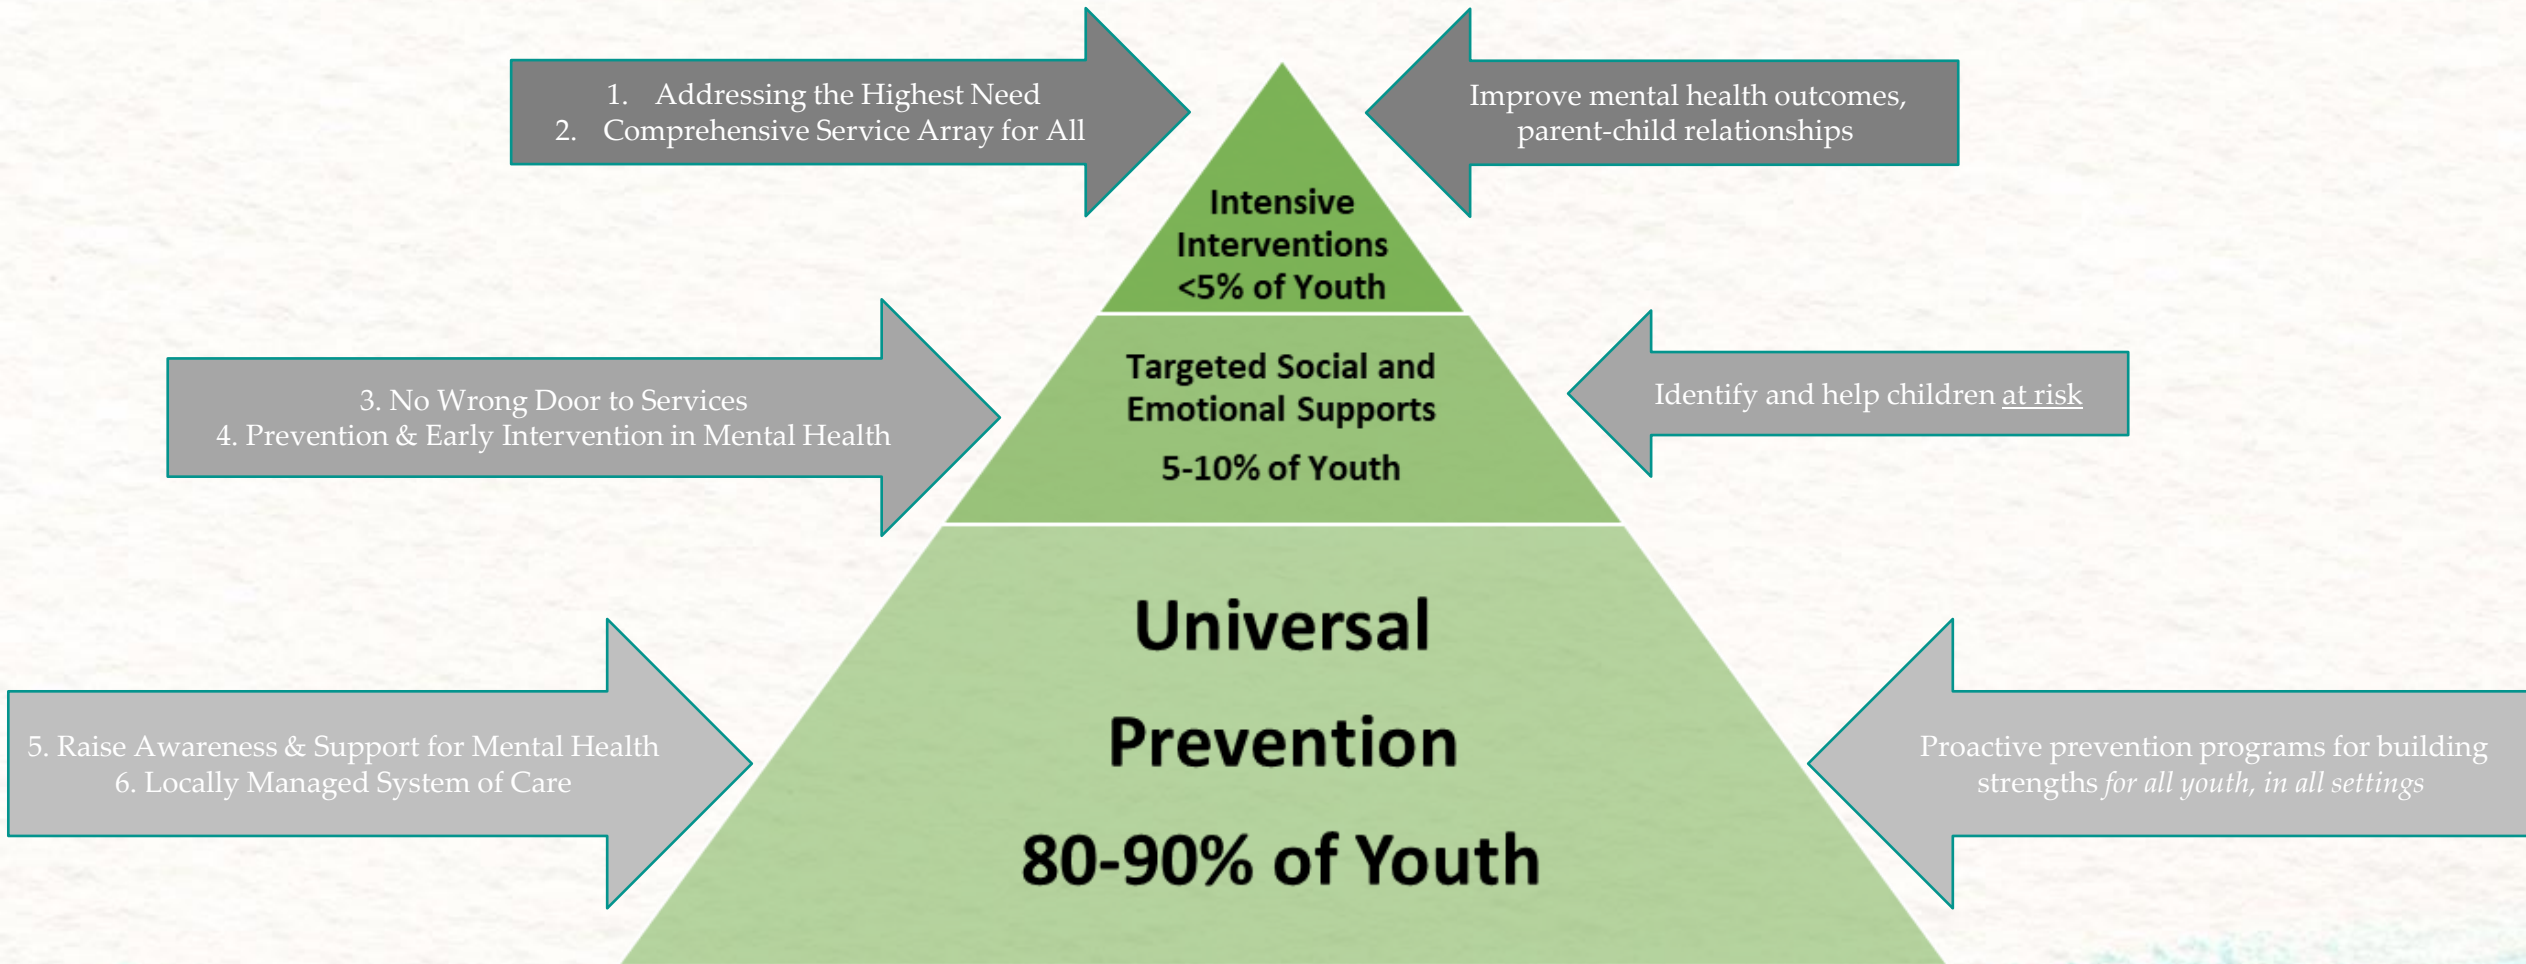 1. Addressing the Highest Need
2. Comprehensive Service Array for All
Improve mental health outcomes,
parent-child relationships
Intensive
Interventions
<5% of Youth
3. No Wrong Door to Services
4. Prevention & Early Intervention in Mental Health
Targeted Social and
Emotional Supports
5-10% of Youth
Identify and help children at risk
5. Raise Awareness & Support for Mental Health
6. Locally Managed System of Care
Universal
Prevention
80-90% of Youth
Proactive prevention programs for building
strengths for all youth, in all settings